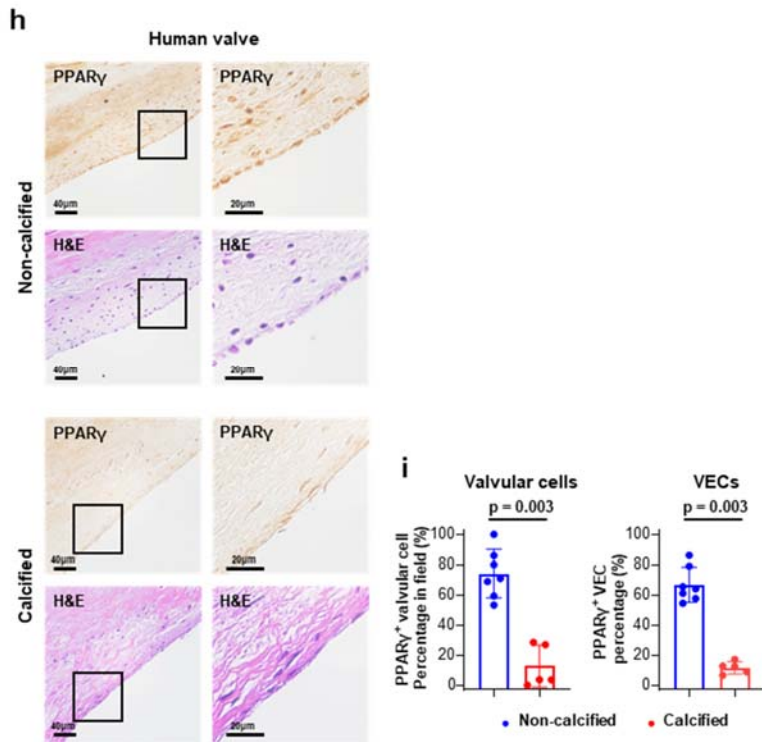 h
Human valve
PPARγ
PPARγ
Non-calcified
40μm
20μm
H&E
H&E
40μm
20μm
PPARγ
PPARγ
Calcified
40μm
20μm
H&E
H&E
40μm
20μm
i
Valvular cells
p = 0.003
PPARγ⁺ valvular cell
Percentage in field (%)
100
80
60
40
20
0
VECs
p = 0.003
PPARγ⁺ VEC
percentage (%)
100
80
60
40
20
0
Non-calcified
Calcified